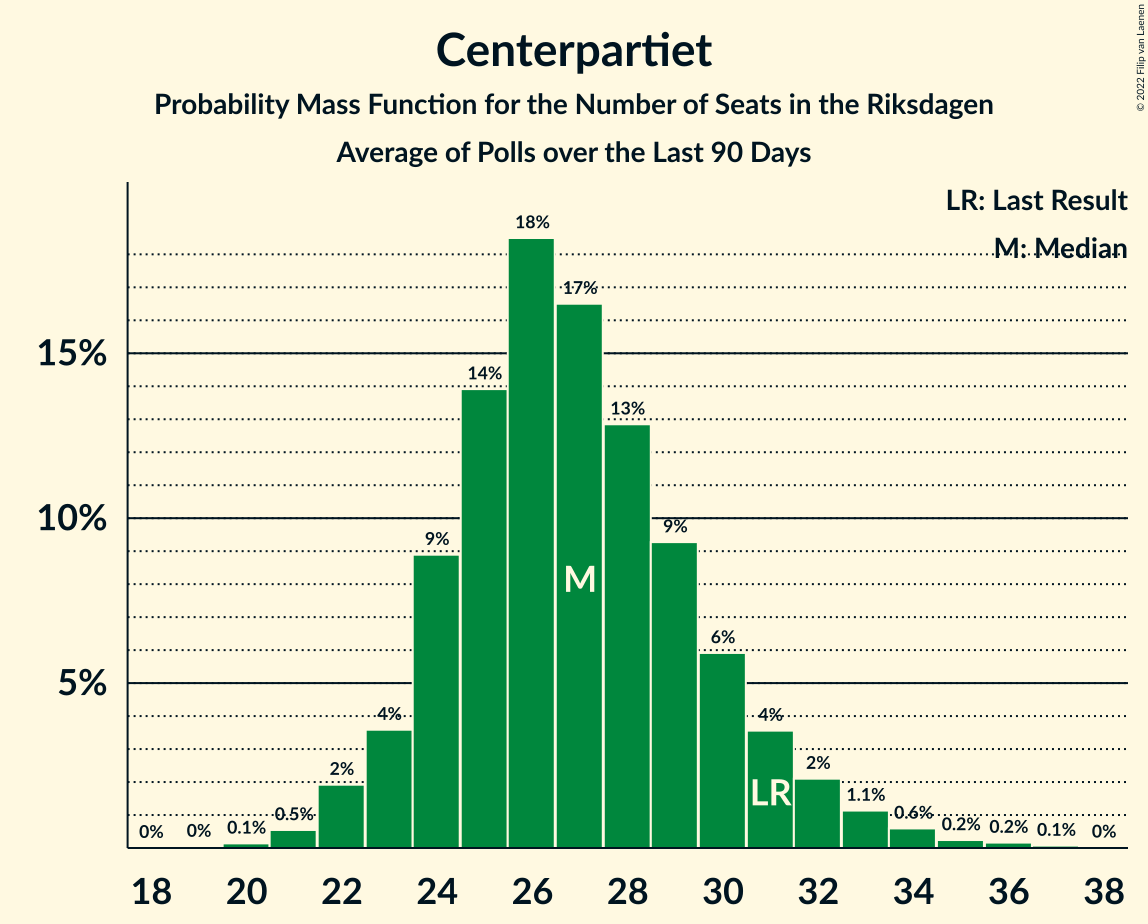 Centerpartiet
Probability Mass Function for the Number of Seats in the Riksdagen
Average of Polls over the Last 90 Days
© 2022 Filip van Laenen
LR: Last Result
M: Median
15%
10%
5%
0%
0%
0.1%
0.5%
2%
4%
9%
14%
18%
17%
13%
9%
6%
4%
2%
1.1%
0.6%
0.2%
0.2%
0.1%
0%
M
LR
18 20 22 24 26 28 30 32 34 36 38